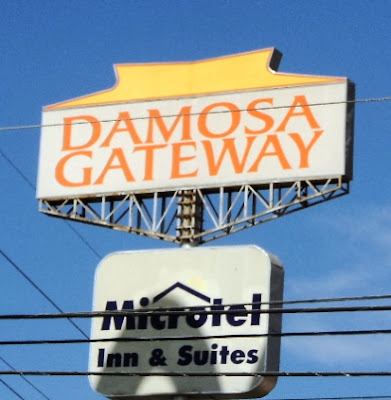 DAMOSA
GATEWAY
Microtel
Inn & Suites